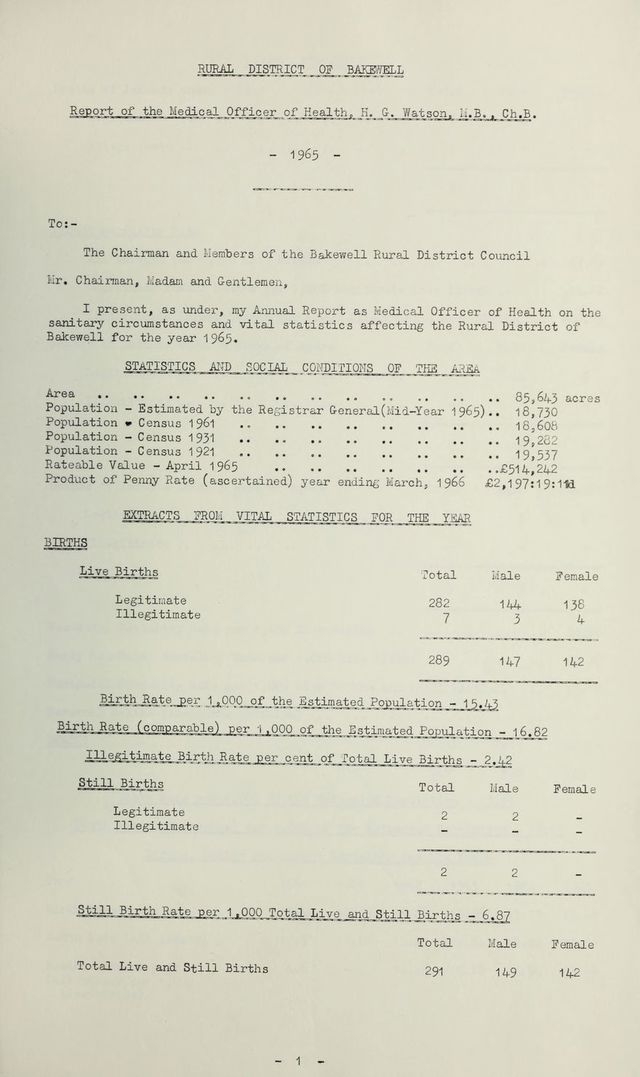 RURAL DISTRICT OF BAKEWELL
Report of the Medical Officer of Health, H. G. Watson, M.B., Ch.B.
- 1965 -
To:-
The Chairman and Members of the Bakewell Rural District Council
Mr. Chairman, Madam and Gentlemen,
I present, as under, my Annual Report as Medical Officer of Health on the
sanitary circumstances and vital statistics affecting the Rural District of
Bakewell for the year 1965.
STATISTICS AND SOCIAL CONDITIONS OF THE AREA
Area .. .. .. .. .. .. .. .. .. .. .. .. 85,643 acres
Population - Estimated by the Registrar General(Mid-Year 1965).. 18,730
Population - Census 1961 .. .. .. .. .. .. .. .. 18,608
Population - Census 1931 .. .. .. .. .. .. .. .. 19,282
Population - Census 1921 .. .. .. .. .. .. .. .. 19,537
Rateable Value - April 1965 .. .. .. .. .. .. ..£514,242
Product of Penny Rate (ascertained) year ending March, 1966 £2,197:19:11d
EXTRACTS FROM VITAL STATISTICS FOR THE YEAR
BIRTHS
Live Births Total Male Female
Legitimate 282 144 138
Illegitimate 7 3 4
289 147 142
Birth Rate per 1,000 of the Estimated Population - 15.43
Birth Rate (comparable) per 1,000 of the Estimated Population - 16.82
Illegitimate Birth Rate per cent of Total Live Births - 2.42
Still Births Total Male Female
Legitimate 2 2 -
Illegitimate - - -
2 2 -
Still Birth Rate per 1,000 Total Live and Still Births - 6.87
Total Male Female
Total Live and Still Births 291 149 142
- 1 -